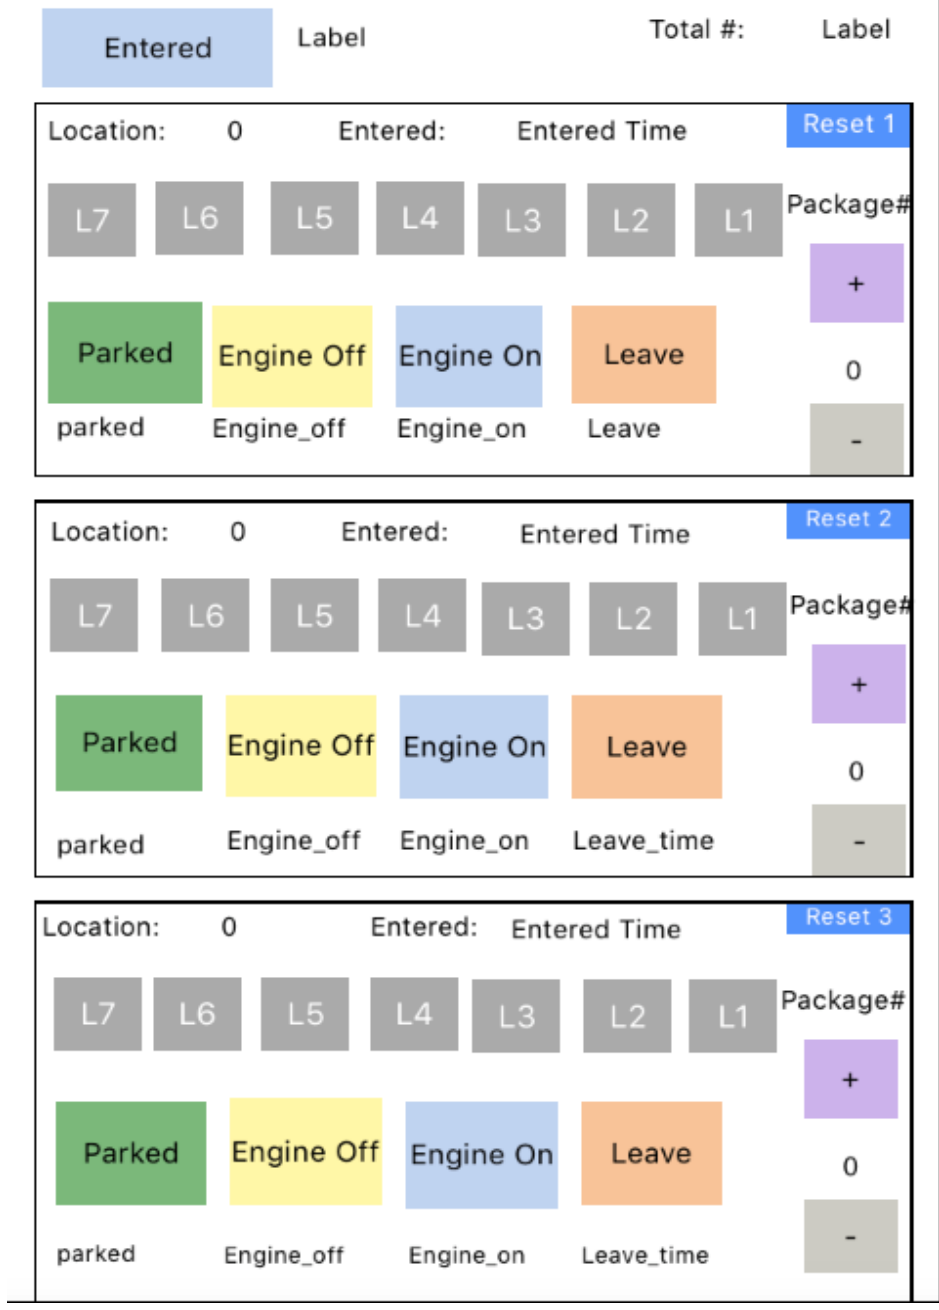 Entered Label Total #: Label
Location: 0 Entered: Entered Time Reset 1
L7 L6 L5 L4 L3 L2 L1 Package#
+
Parked Engine Off Engine On Leave 0
parked Engine_off Engine_on Leave -
Location: 0 Entered: Entered Time Reset 2
L7 L6 L5 L4 L3 L2 L1 Package#
+
Parked Engine Off Engine On Leave 0
parked Engine_off Engine_on Leave_time -
Location: 0 Entered: Entered Time Reset 3
L7 L6 L5 L4 L3 L2 L1 Package#
+
Parked Engine Off Engine On Leave 0
parked Engine_off Engine_on Leave_time -